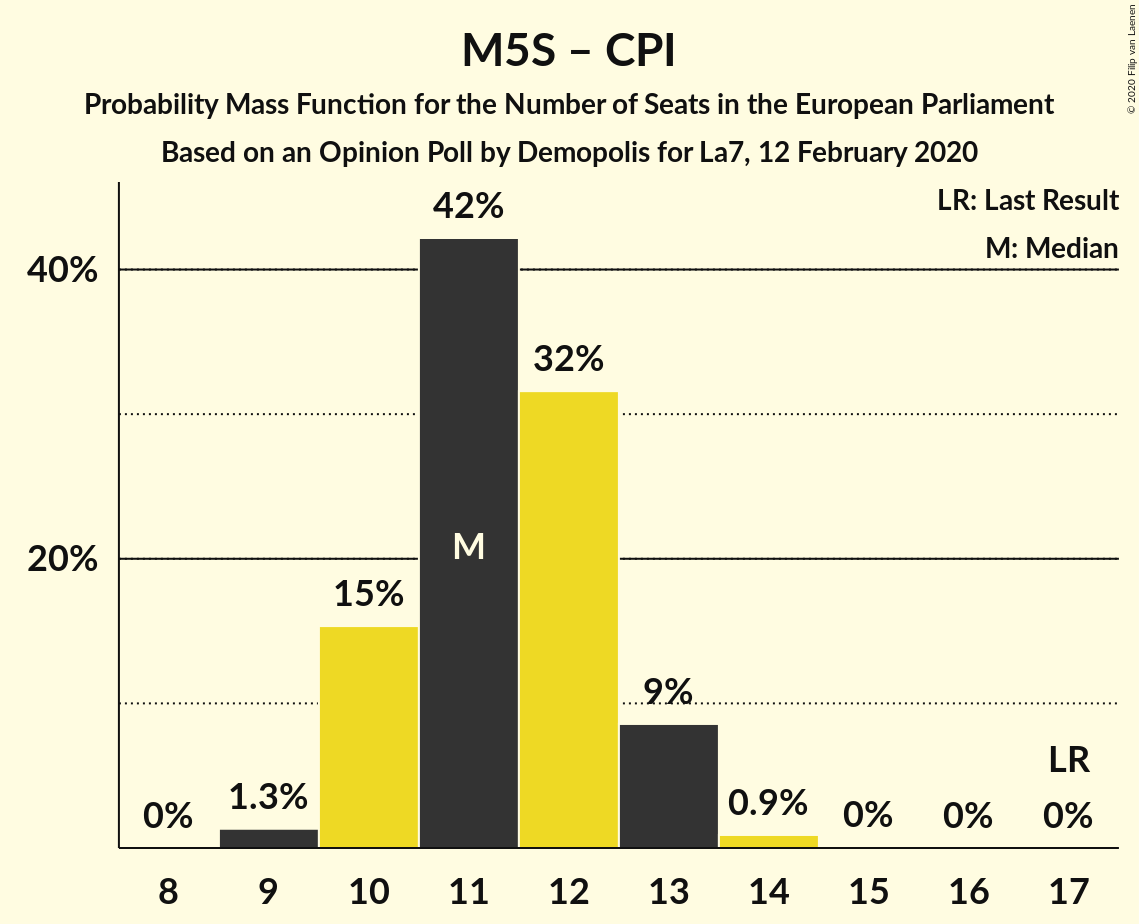 M5S – CPI
Probability Mass Function for the Number of Seats in the European Parliament
Based on an Opinion Poll by Demopolis for La7, 12 February 2020
© 2020 Filip van Laenen
LR: Last Result
M: Median
40%
20%
0%
1.3%
15%
42%
M
32%
9%
0.9%
0%
0%
LR
0%
8 9 10 11 12 13 14 15 16 17